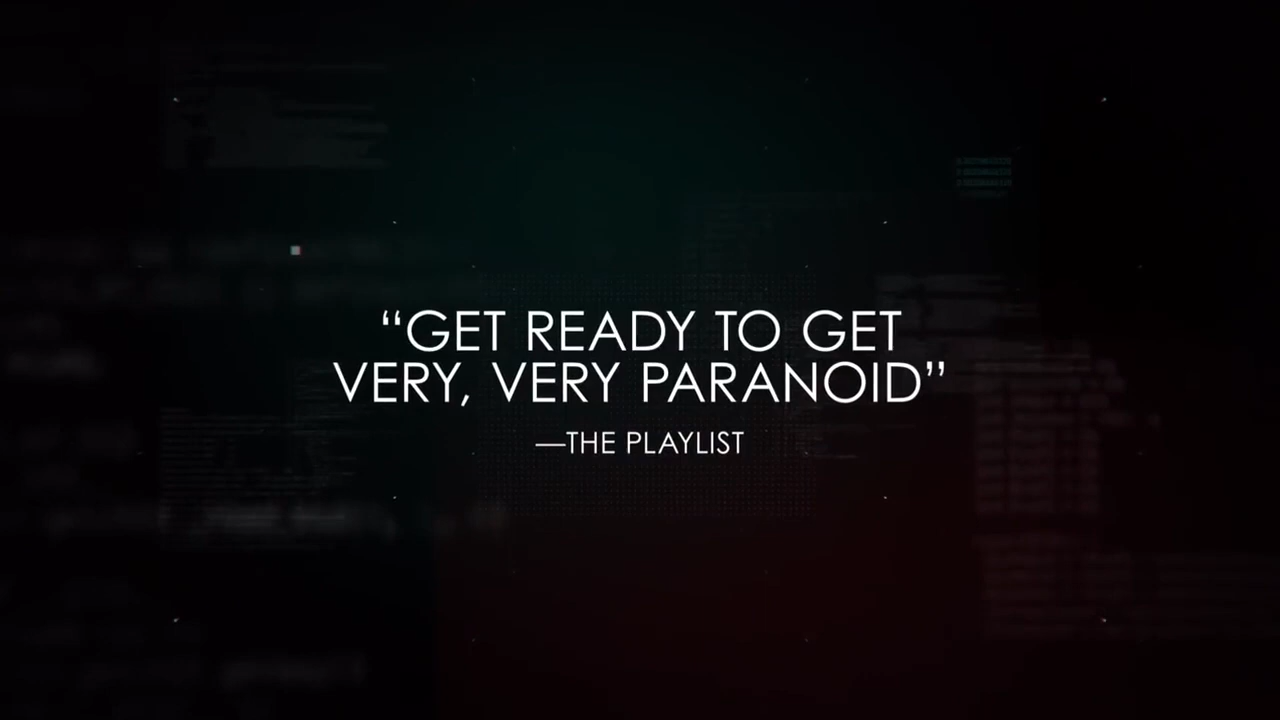 “GET READY TO GET
VERY, VERY PARANOID”
—THE PLAYLIST